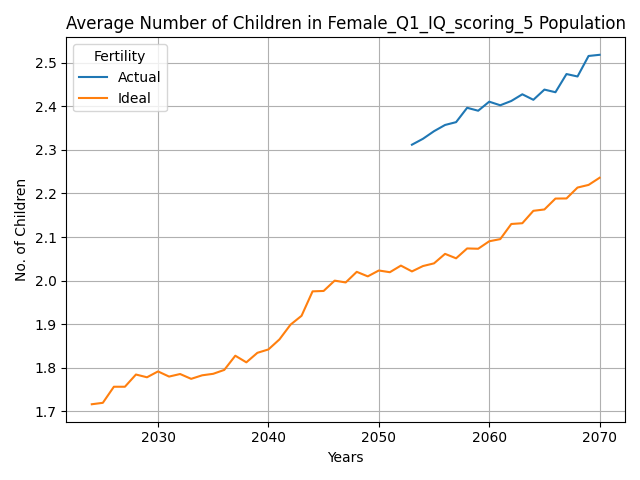 Average Number of Children in Female_Q1_IQ_scoring_5 Population
Fertility
Actual
Ideal
No. of Children
2.5
2.4
2.3
2.2
2.1
2.0
1.9
1.8
1.7
2030 2040 2050 2060 2070
Years